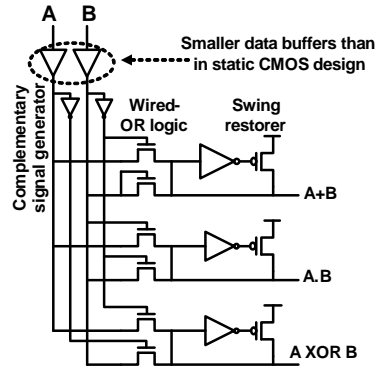 A B
Smaller data buffers than
in static CMOS design
Complementary
signal generator
Wired-
OR logic
Swing
restorer
A+B
A.B
A XOR B